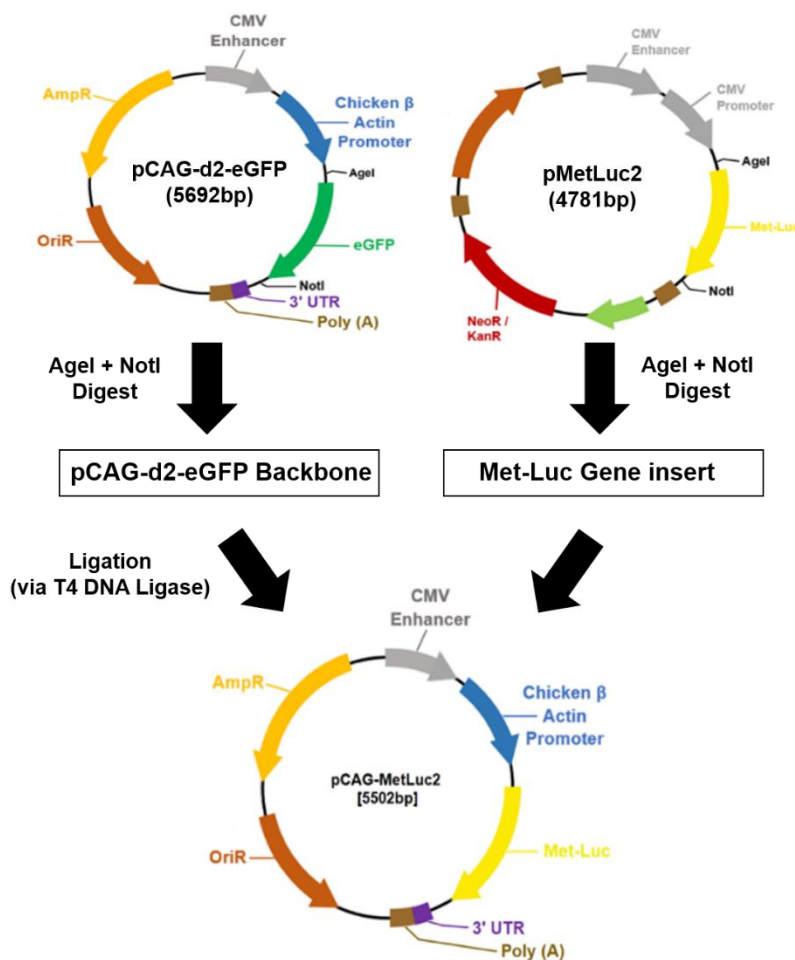 CMV
Enhancer
AmpR
Chicken β
Actin
Promoter
pCAG-d2-eGFP
(5692bp)
AgeI
OriR
eGFP
NotI
3' UTR
Poly (A)
CMV
Enhancer
CMV
Promoter
pMetLuc2
(4781bp)
AgeI
Met-Luc
NotI
NeoR /
KanR
AgeI + NotI
Digest
AgeI + NotI
Digest
pCAG-d2-eGFP Backbone
Met-Luc Gene insert
Ligation
(via T4 DNA Ligase)
CMV
Enhancer
AmpR
Chicken β
Actin
Promoter
pCAG-MetLuc2
[5502bp]
OriR
Met-Luc
3' UTR
Poly (A)